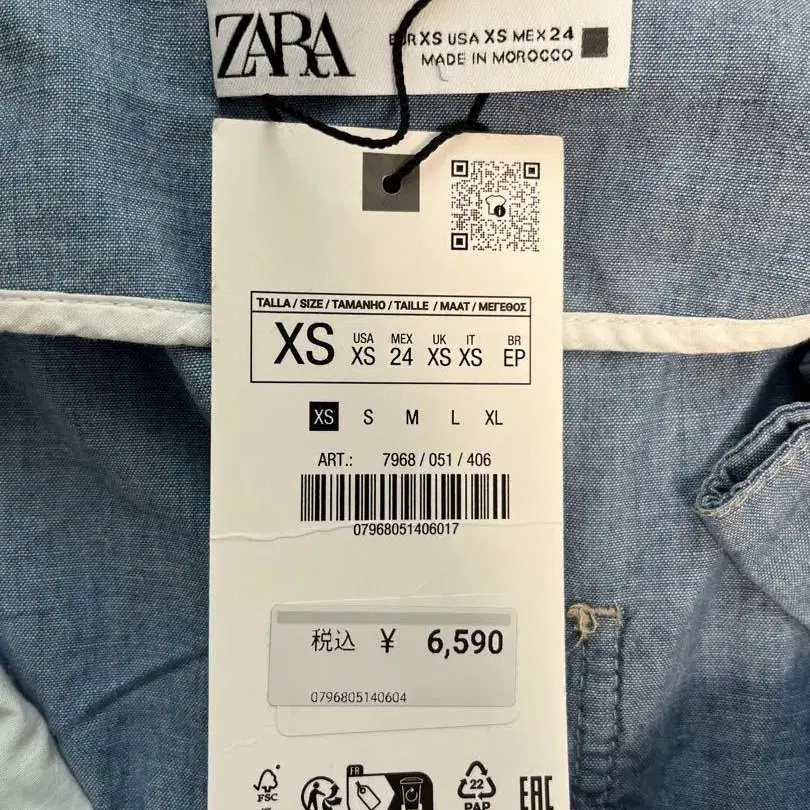 ZARA
EUR XS USA XS MEX 24
MADE IN MOROCCO
TALLA / SIZE / TAMANHO / TAILLE / MAAT / ΜΕΓΕΘΟΣ
XS USA XS MEX 24 UK XS IT XS BR EP
XS S M L XL
ART.: 7968 / 051 / 406
07968051406017
税込 ¥ 6,590
0796805140604
FR
FSC
22
PAP
EAC